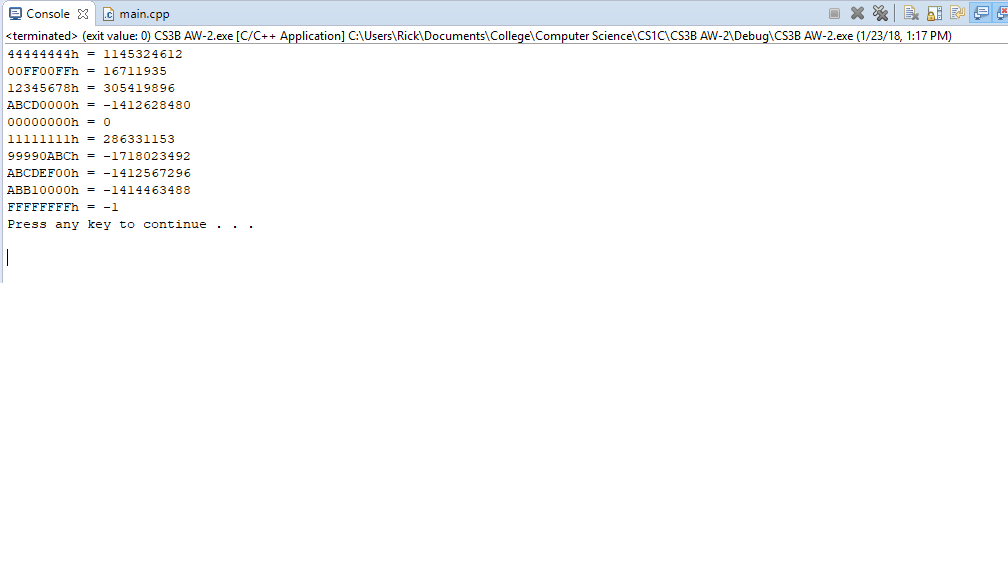 Console main.cpp
<terminated> (exit value: 0) CS3B AW-2.exe [C/C++ Application] C:\Users\Rick\Documents\College\Computer Science\CS1C\CS3B AW-2\Debug\CS3B AW-2.exe (1/23/18, 1:17 PM)
44444444h = 1145324612
00FF00FFh = 16711935
12345678h = 305419896
ABCD0000h = -1412628480
00000000h = 0
11111111h = 286331153
99990ABCh = -1718023492
ABCDEF00h = -1412567296
ABB10000h = -1414463488
FFFFFFFFh = -1
Press any key to continue . . .